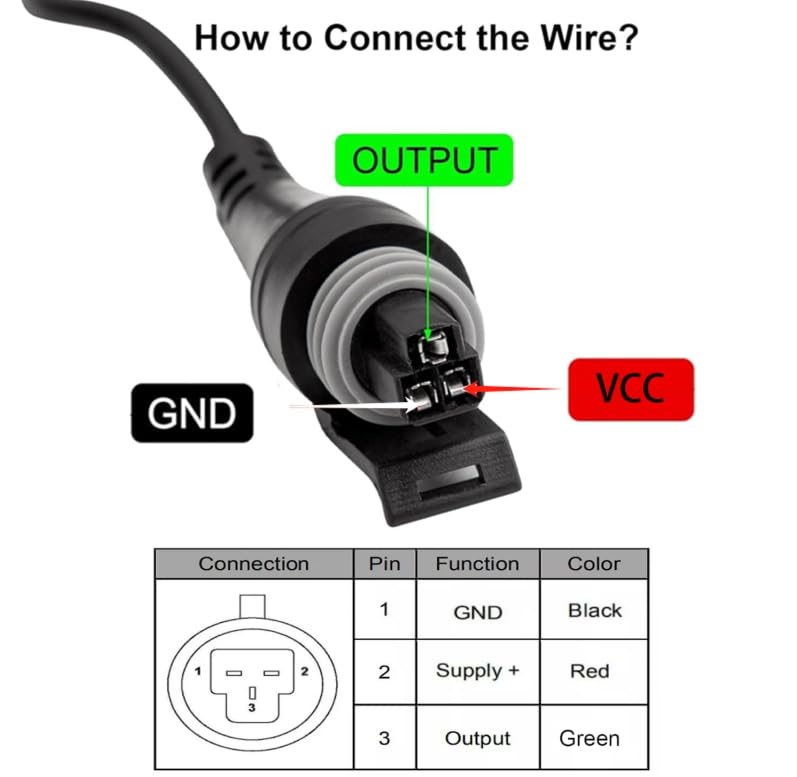 How to Connect the Wire?
OUTPUT
VCC
GND
Connection Pin Function Color
1 GND Black
1 2
2 Supply + Red
3
3 Output Green